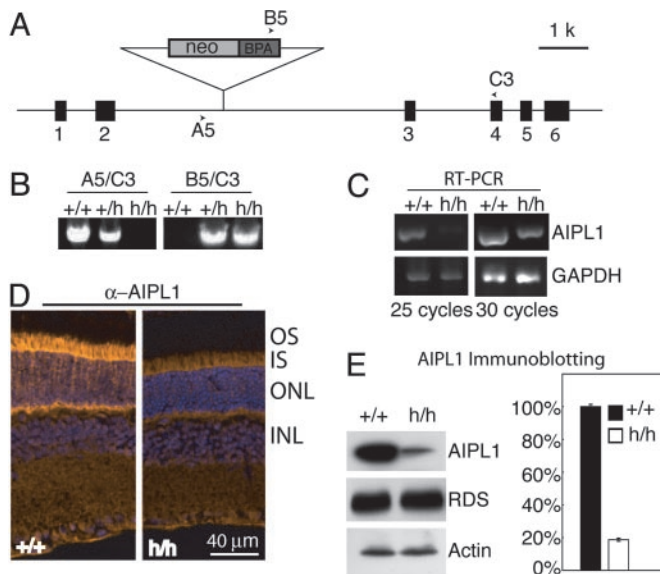 A
B5
neo BPA
1 k
C3
A5
1 2 3 4 5 6
B
A5/C3 B5/C3
+/+ +/h h/h +/+ +/h h/h
C
RT-PCR
+/+ h/h +/+ h/h
AIPL1
GAPDH
25 cycles 30 cycles
D
α–AIPL1
OS
IS
ONL
INL
+/+ h/h 40 μm
E
AIPL1 Immunoblotting
+/+ h/h
AIPL1
RDS
Actin
100%
80%
60%
40%
20%
0%
+/+
h/h